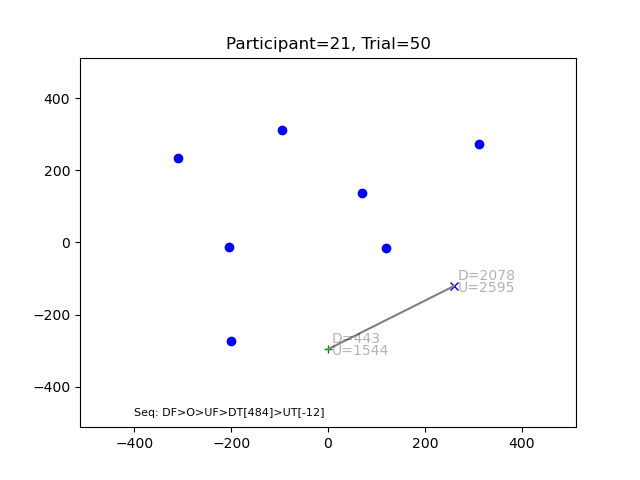 Participant=21, Trial=50
400
200
0
−200
−400
D=2078
U=2595
D=443
U=1544
Seq: DF>O>UF>DT[484]>UT[-12]
−400
−200
0
200
400